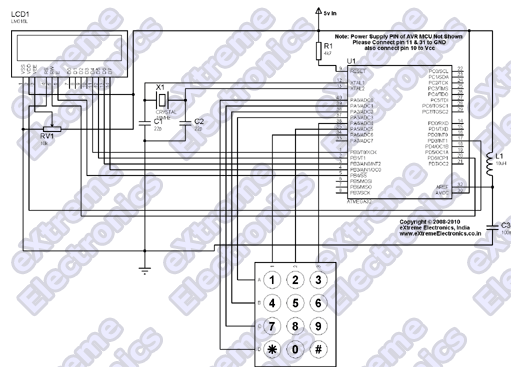 LCD1
LM016L
5v in
Note: Power Supply PIN of AVR MCU Not Shown
Please Connect pin 11 & 31 to GND
also connect pin 10 to Vcc
R1
4k7
U1
X1
CRYSTAL
C1
C2
RV1
10k
RESET
XTAL1
XTAL2
PA0/ADC0
PA1/ADC1
PA2/ADC2
PA3/ADC3
PA4/ADC4
PA5/ADC5
PA6/ADC6
PA7/ADC7
PB0/T0/XCK
PB1/T1
PB2/AIN0/INT2
PB3/AIN1/OC0
PB4/SS
PB5/MOSI
PB6/MISO
PB7/SCK
PC0/SCL
PC1/SDA
PC2/TCK
PC3/TMS
PC4/TDO
PC5/TDI
PC6/TOSC1
PC7/TOSC2
PD0/RXD
PD1/TXD
PD2/INT0
PD3/INT1
PD4/OC1B
PD5/OC1A
PD6/ICP1
PD7/OC2
AREF
AVCC
ATMEGA32
L1
10uH
C3
Copyright © 2008-2010
eXtreme Electronics, India
www.eXtremeElectronics.co.in
A
1 2 3
B
4 5 6
C
7 8 9
D
* 0 #
eXtreme
Electronics